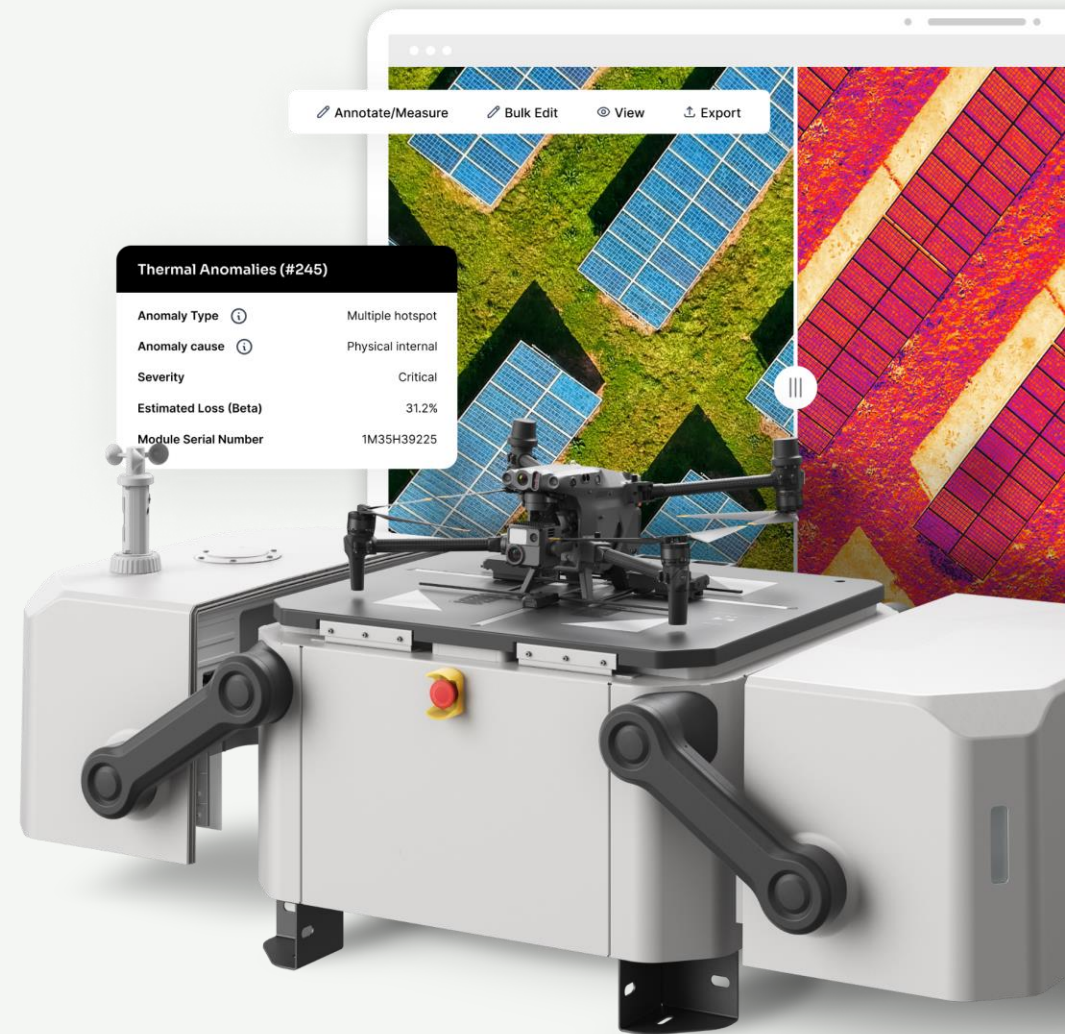 Annotate/Measure Bulk Edit View Export
Thermal Anomalies (#245)
Anomaly Type Multiple hotspot
Anomaly cause Physical internal
Severity Critical
Estimated Loss (Beta) 31.2%
Module Serial Number 1M35H39225